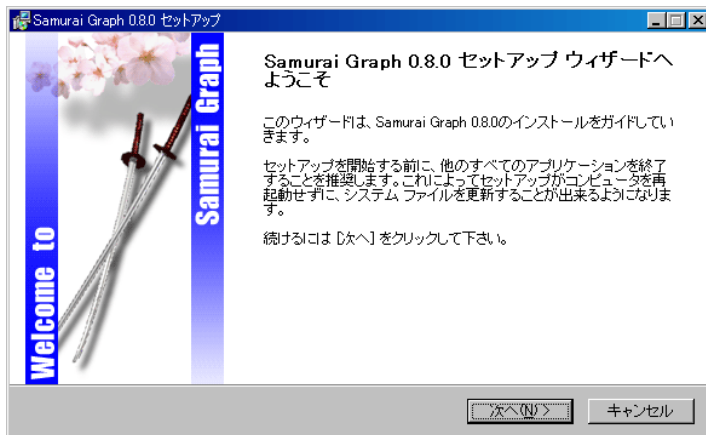 Samurai Graph 0.8.0 セットアップ
Welcome to
Samurai Graph
Samurai Graph 0.8.0 セットアップ ウィザードへ
ようこそ
このウィザードは、Samurai Graph 0.8.0のインストールをガイドしてい
きます。
セットアップを開始する前に、他のすべてのアプリケーションを終了
することを推奨します。これによってセットアップがコンピュータを再
起動せずに、システム ファイルを更新することが出来るようになりま
す。
続けるには [次へ] をクリックして下さい。
次へ(N) >
キャンセル